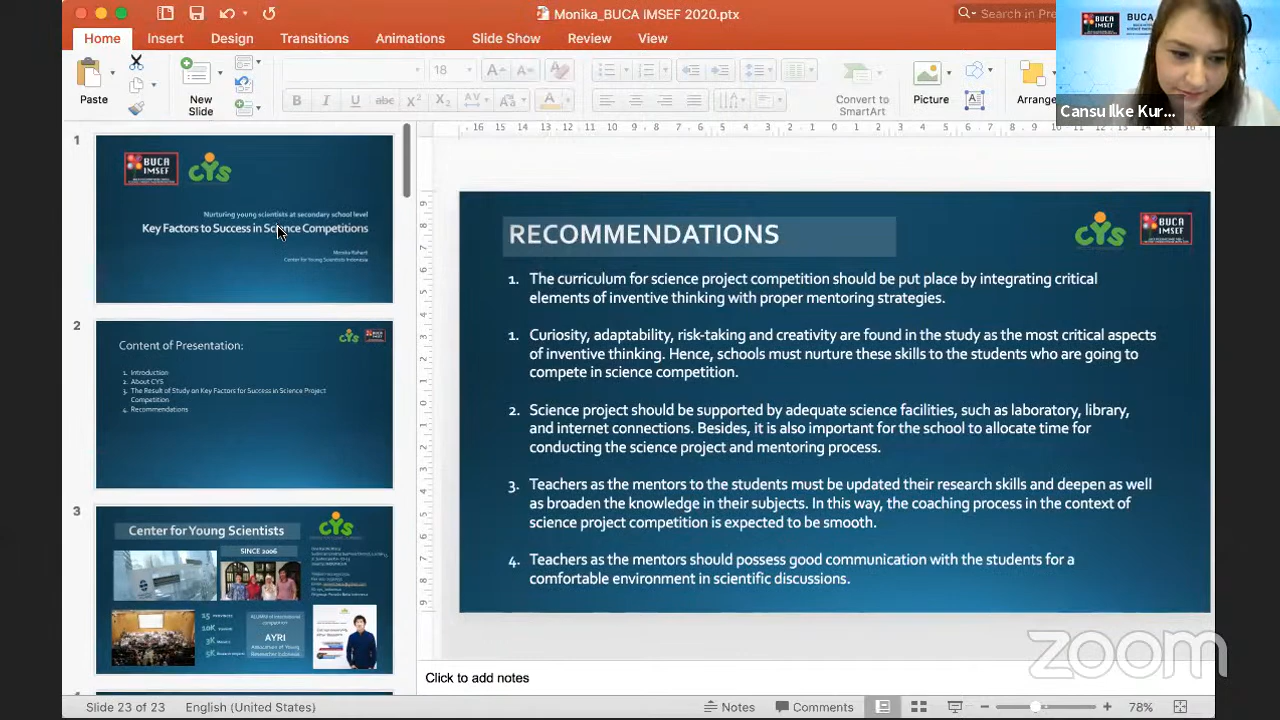 Monika_BUCA IMSEF 2020.ptx
Search in Pre
Home Insert Design Transitions Animations Slide Show Review View
Paste
New
Slide
18
B I U abc X² X₂
Convert to
SmartArt
Picture
Arrange
BUCA
IMSEF
BUCA
Cansu Ilke Kur...
1
BUCA
IMSEF
CYS
Nurturing young scientists at secondary school level
Key Factors to Success in Science Competitions
Center for Young Scientists Indonesia
2
Content of Presentation:
1. Introduction
2. About CYS
3. The Result of Study on Key Factors for Success in Science Project
Competition
4. Recommendations
3
Center for Young Scientists
SINCE 2006
AYRI
Association of Young
Researcher Indonesia
RECOMMENDATIONS
CYS
BUCA
IMSEF
1. The curriculum for science project competition should be put place by integrating critical
elements of inventive thinking with proper mentoring strategies.
1. Curiosity, adaptability, risk-taking and creativity are found in the study as the most critical aspects
of inventive thinking. Hence, schools must nurture these skills to the students who are going to
compete in science competition.
2. Science project should be supported by adequate science facilities, such as laboratory, library,
and internet connections. Besides, it is also important for the school to allocate time for
conducting the science project and mentoring process.
3. Teachers as the mentors to the students must be updated their research skills and deepen as well
as broaden the knowledge in their subjects. In this way, the coaching process in the context of
science project competition is expected to be smooth.
4. Teachers as the mentors should possess good communication with the students for a
comfortable environment in scientific discussions.
Click to add notes
zoom
Slide 23 of 23 English (United States) Notes Comments 78%